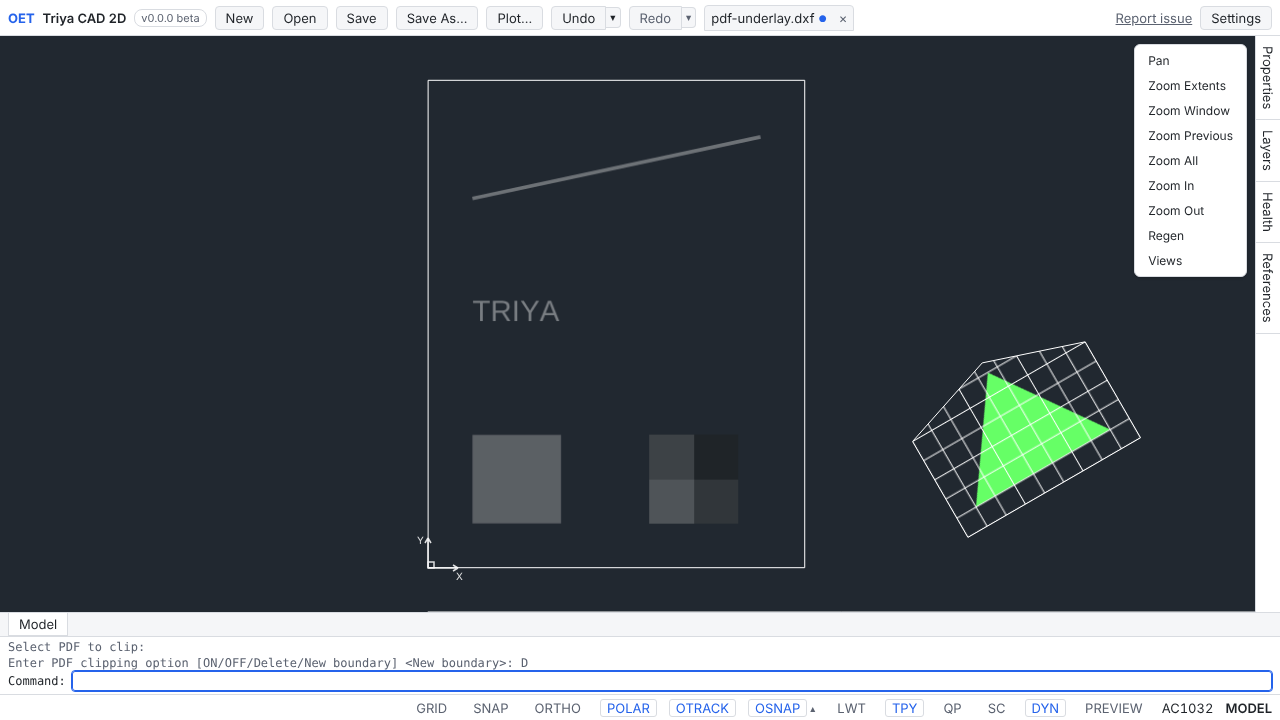 OET Triya CAD 2D v0.0.0 beta New Open Save Save As... Plot... Undo ▾ Redo ▾ pdf-underlay.dxf × Report issue Settings
Pan
Zoom Extents
Zoom Window
Zoom Previous
Zoom All
Zoom In
Zoom Out
Regen
Views
Properties
Layers
Health
References
TRIYA
Y
X
Model
Select PDF to clip:
Enter PDF clipping option [ON/OFF/Delete/New boundary] <New boundary>: D
Command:
GRID SNAP ORTHO POLAR OTRACK OSNAP ▴ LWT TPY QP SC DYN PREVIEW AC1032 MODEL